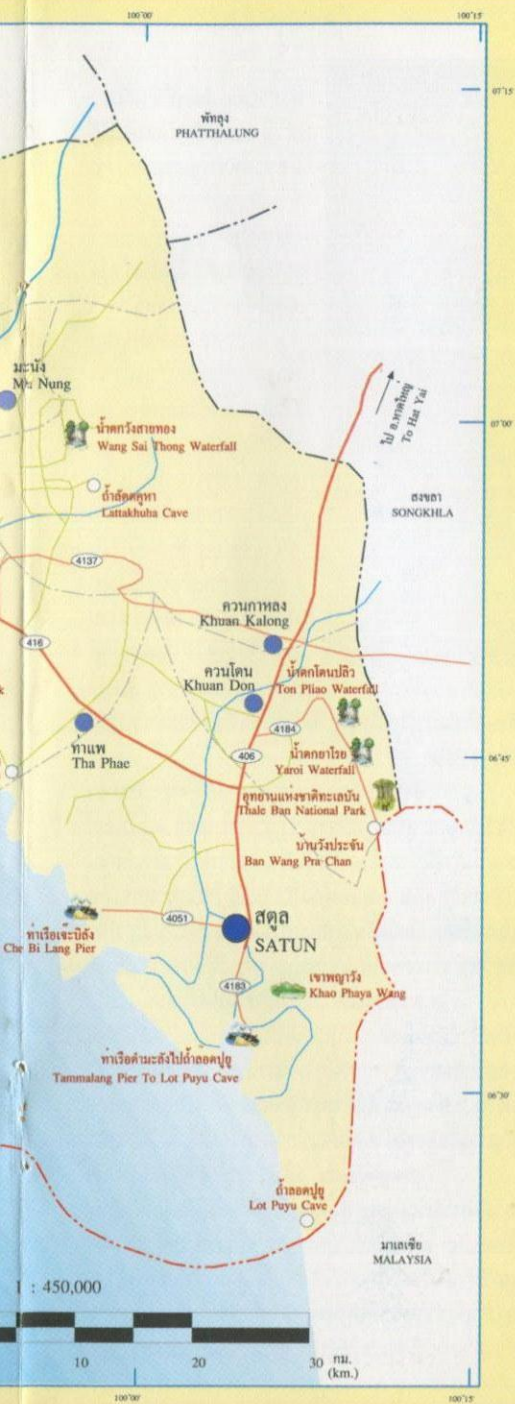 100°00'
100°15'
07°15'
พัทลุง
PHATTHALUNG
มะนัง
Ma Nung
น้ำตกวังสายทอง
Wang Sai Thong Waterfall
ถ้ำลัดคูหา
Lattakhuha Cave
ไป อ.หาดใหญ่
To Hat Yai
07°00'
สงขลา
SONGKHLA
4137
ควนกาหลง
Khuan Kalong
416
ควนโดน
Khuan Don
น้ำตกโตนปลิว
Ton Pliao Waterfall
4184
ท่าแพ
Tha Phae
406
น้ำตกยาโรย
Yaroi Waterfall
06°45'
อุทยานแห่งชาติทะเลบัน
Thale Ban National Park
บ้านวังประจัน
Ban Wang Pra Chan
4051
สตูล
SATUN
ท่าเรือเจ๊ะบิลัง
Che Bi Lang Pier
4183
เขาพญาวัง
Khao Phaya Wang
ท่าเรือตำมะลังไปถ้ำลอดปูยู
Tammalang Pier To Lot Puyu Cave
06°30'
ถ้ำลอดปูยู
Lot Puyu Cave
มาเลเซีย
MALAYSIA
1 : 450,000
10
20
30 กม.
(km.)
100°00'
100°15'